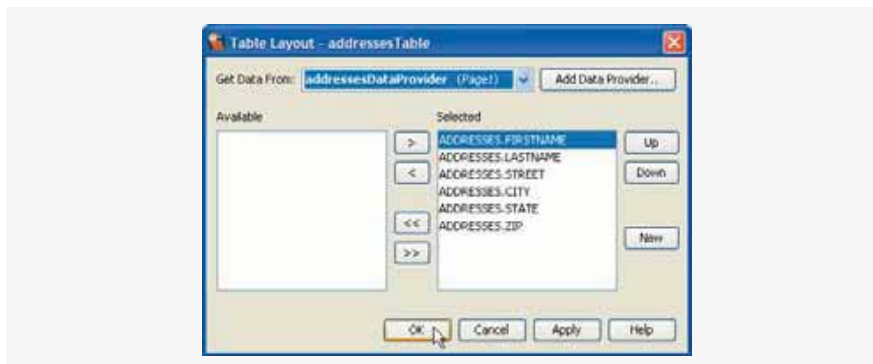 Table Layout - addressesTable
Get Data From: addressesDataProvider (Page1) Add Data Provider...
Available Selected
> ADDRESSES.FIRSTNAME Up
ADDRESSES.LASTNAME
< ADDRESSES.STREET Down
ADDRESSES.CITY
ADDRESSES.STATE
<< ADDRESSES.ZIP
New
>>
OK Cancel Apply Help